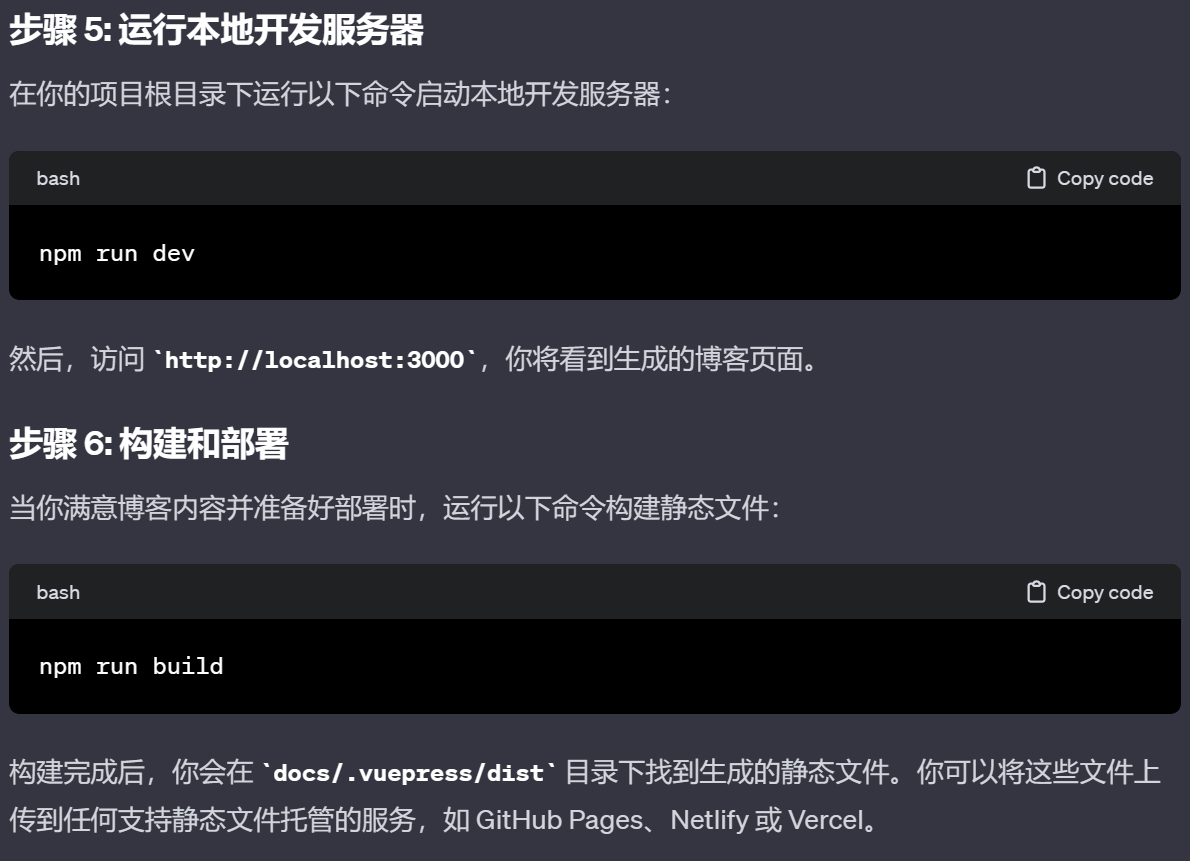 步骤 5: 运行本地开发服务器
在你的项目根目录下运行以下命令启动本地开发服务器：
bash Copy code
npm run dev
然后，访问 `http://localhost:3000`，你将看到生成的博客页面。
步骤 6: 构建和部署
当你满意博客内容并准备好部署时，运行以下命令构建静态文件：
bash Copy code
npm run build
构建完成后，你会在 `docs/.vuepress/dist` 目录下找到生成的静态文件。你可以将这些文件上
传到任何支持静态文件托管的服务，如 GitHub Pages、Netlify 或 Vercel。